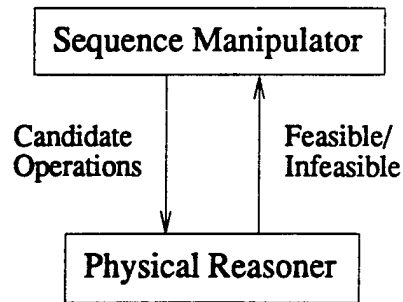 Sequence Manipulator
Candidate
Operations
Feasible/
Infeasible
Physical Reasoner